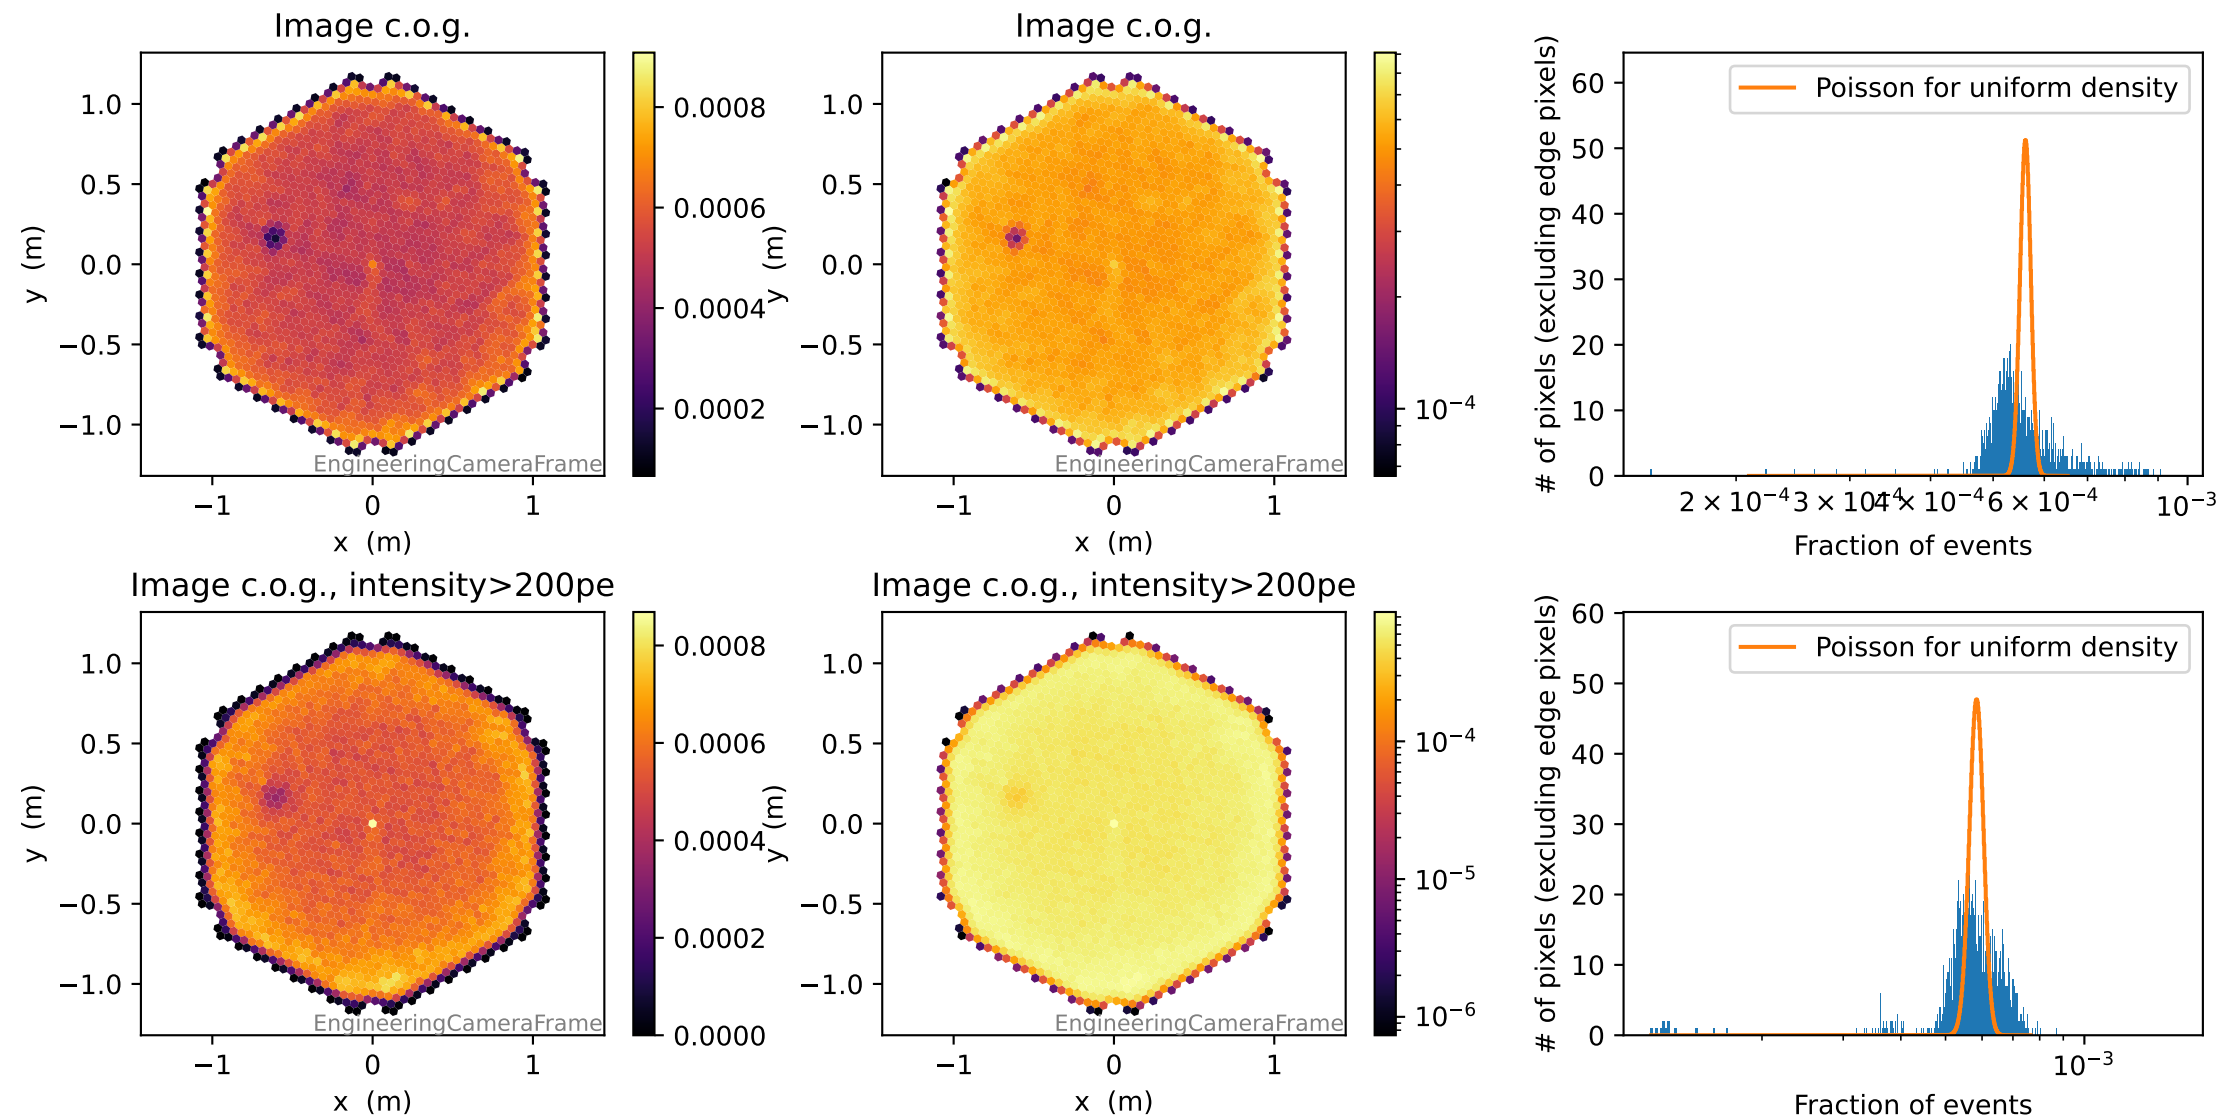 Image c.o.g.
y (m)
1.0
0.5
0.0
−0.5
−1.0
−1 0 1
x (m)
EngineeringCameraFrame
0.0008
0.0006
0.0004
0.0002
Image c.o.g.
y (m)
1.0
0.5
0.0
−0.5
−1.0
−1 0 1
x (m)
EngineeringCameraFrame
10⁻⁴
# of pixels (excluding edge pixels)
60
50
40
30
20
10
0
Poisson for uniform density
2 × 10⁻⁴ 3 × 10⁻⁴ 4 × 10⁻⁴ 6 × 10⁻⁴ 10⁻³
Fraction of events
Image c.o.g., intensity>200pe
y (m)
1.0
0.5
0.0
−0.5
−1.0
−1 0 1
x (m)
EngineeringCameraFrame
0.0008
0.0006
0.0004
0.0002
0.0000
Image c.o.g., intensity>200pe
y (m)
1.0
0.5
0.0
−0.5
−1.0
−1 0 1
x (m)
EngineeringCameraFrame
10⁻⁴
10⁻⁵
10⁻⁶
# of pixels (excluding edge pixels)
60
50
40
30
20
10
0
Poisson for uniform density
10⁻³
Fraction of events